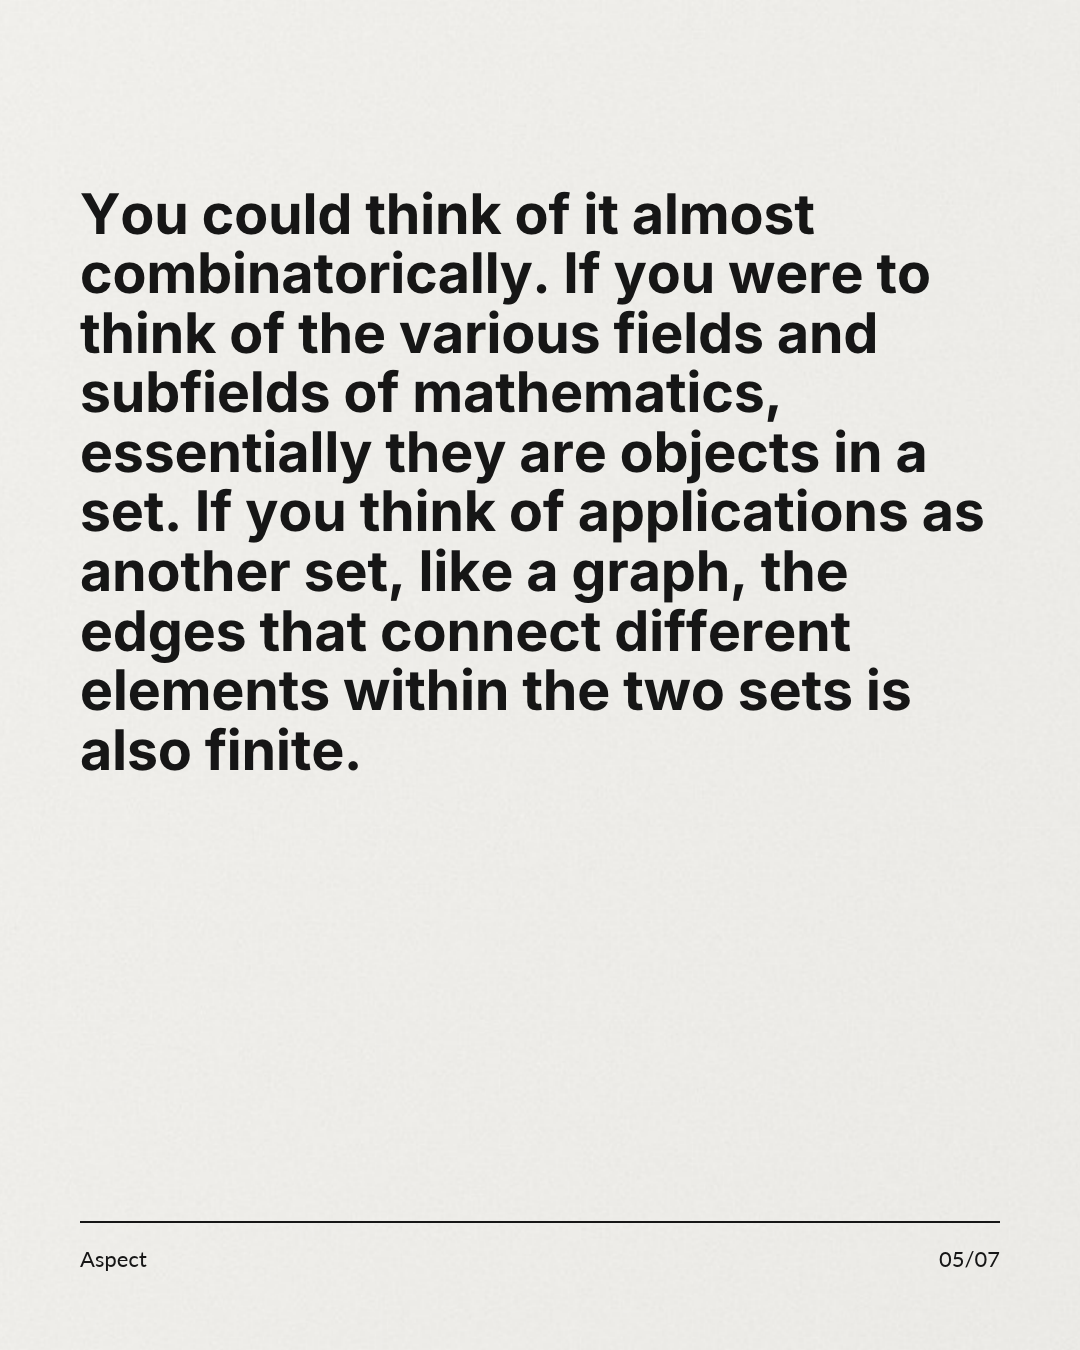 You could think of it almost
combinatorically. If you were to
think of the various fields and
subfields of mathematics,
essentially they are objects in a
set. If you think of applications as
another set, like a graph, the
edges that connect different
elements within the two sets is
also finite.
Aspect
05/07